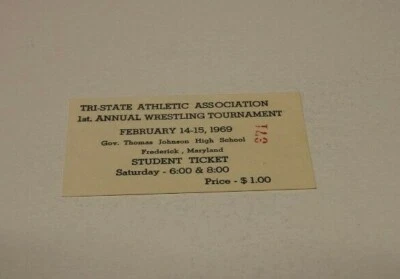 TRI-STATE ATHLETIC ASSOCIATION
1st. ANNUAL WRESTLING TOURNAMENT
FEBRUARY 14-15, 1969
Gov. Thomas Johnson High School
Frederick, Maryland
STUDENT TICKET
Saturday - 6:00 & 8:00
Price - $1.00